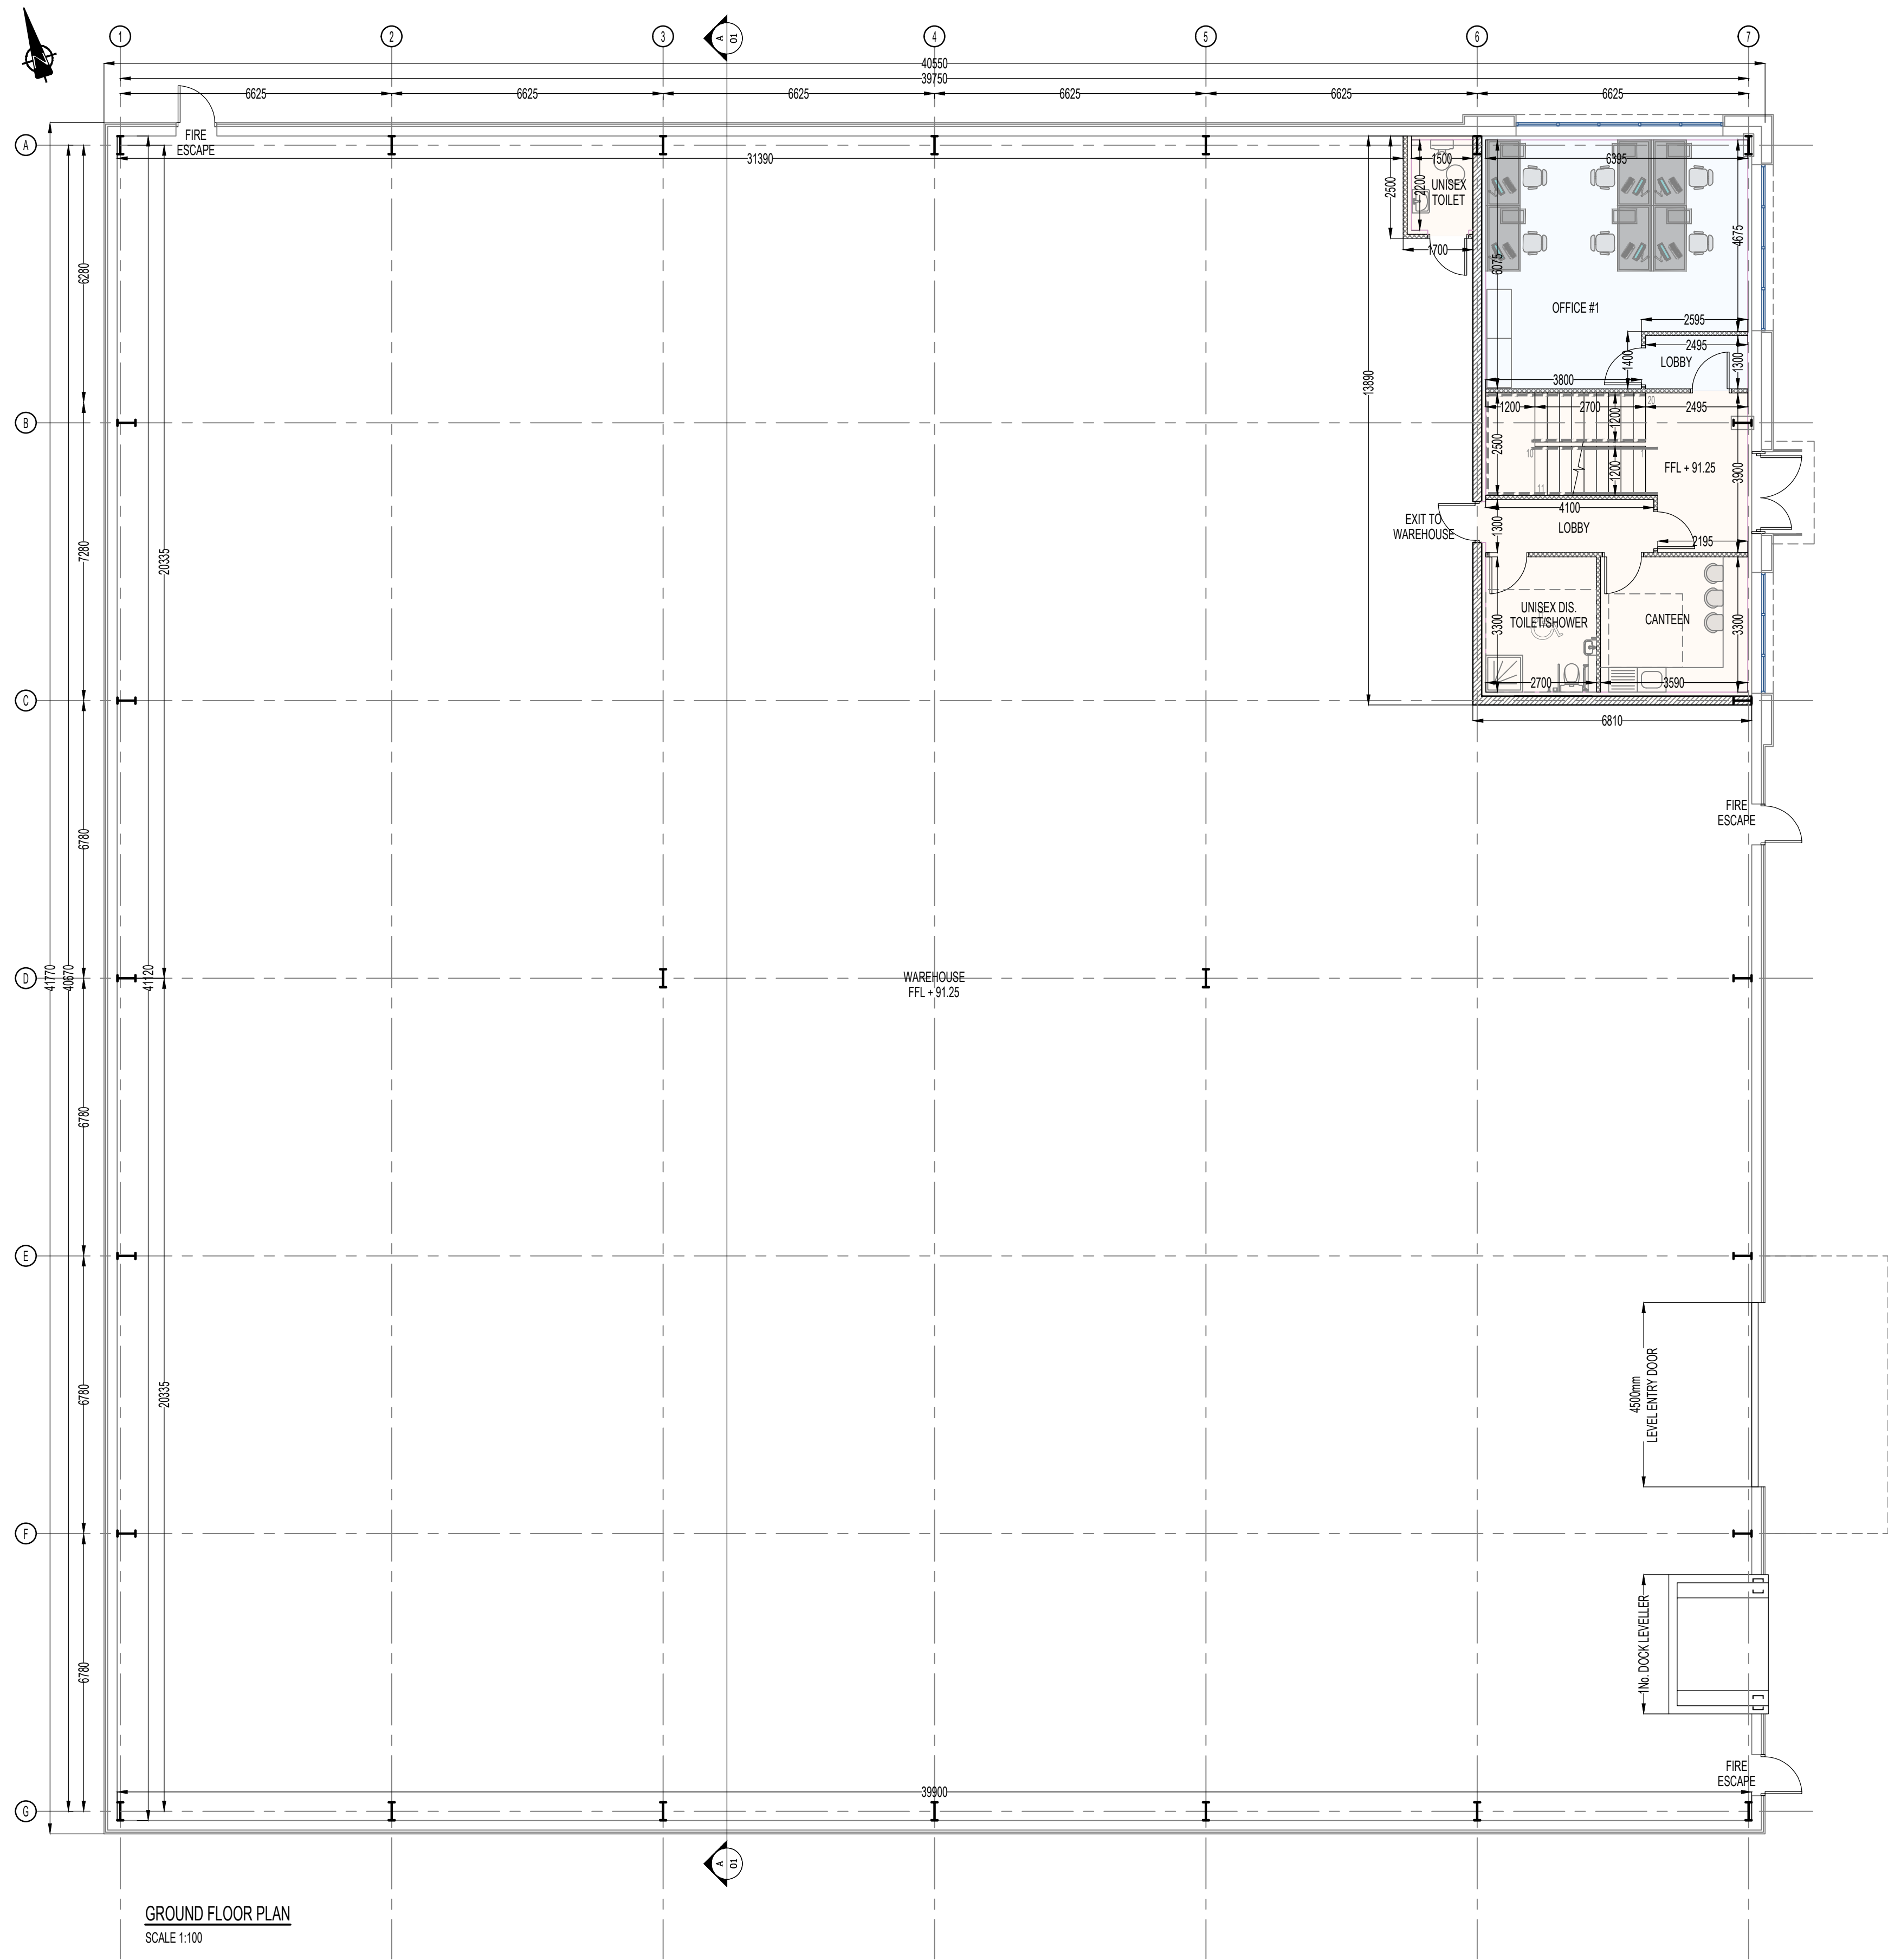 1
2
3
4
5
6
7
A
01
40550
39750
6625
6625
6625
6625
6625
6625
FIRE
ESCAPE
A
31390
13890
2500
1500
2200
UNISEX
TOILET
1700
6395
6075
4675
OFFICE #1
2595
2495
1400
LOBBY
1300
3800
6280
B
1200
2700
2495
20
1200
2500
10
1
1200
11
FFL + 91.25
3900
4100
EXIT TO
WAREHOUSE
1300
LOBBY
2195
7280
20335
UNISEX DIS.
TOILET/SHOWER
3300
CANTEEN
3300
2700
3590
C
6810
6780
FIRE
ESCAPE
D
41770
40670
41120
WAREHOUSE
FFL + 91.25
6780
E
6780
20335
4500mm
LEVEL ENTRY DOOR
F
6780
1No. DOCK LEVELLER
FIRE
ESCAPE
39900
G
A
01
GROUND FLOOR PLAN
SCALE 1:100